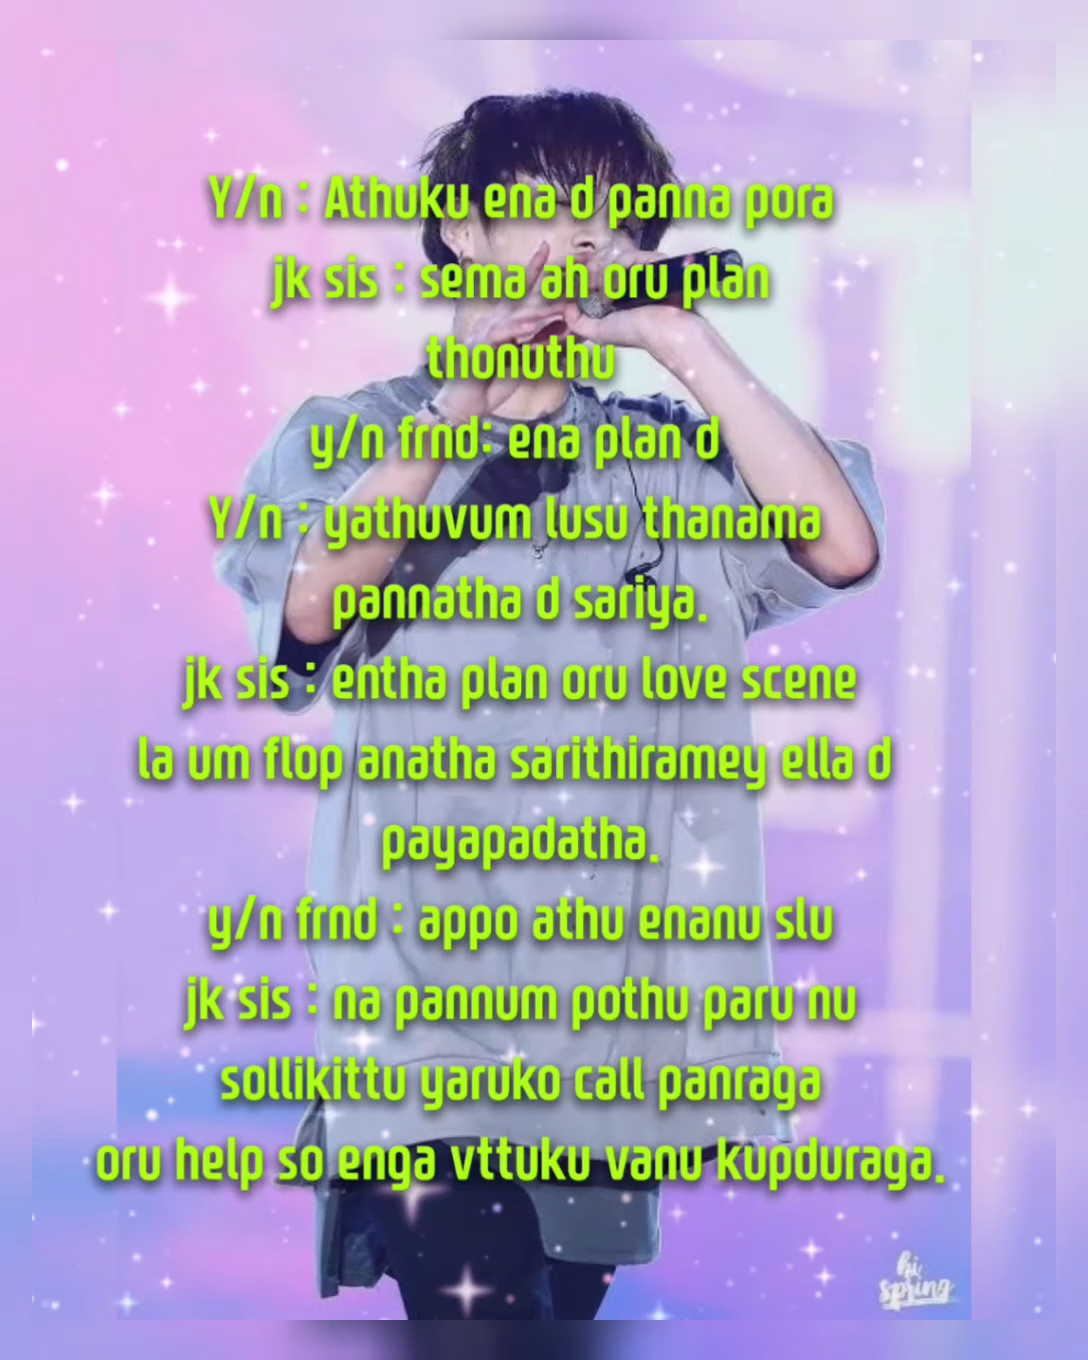 Y/n : Athuku ena d panna pora
jk sis : sema ah oru plan
thonuthu
y/n frnd: ena plan d
Y/n : yathuvum lusu thanama
pannatha d sariya.
jk sis : entha plan oru love scene
la um flop anatha sarithiramey ella d
payapadatha.
y/n frnd : appo athu enanu slu
jk sis : na pannum pothu paru nu
sollikittu yaruko call panraga
oru help so enga vttuku vanu kupduraga.
hi
spring